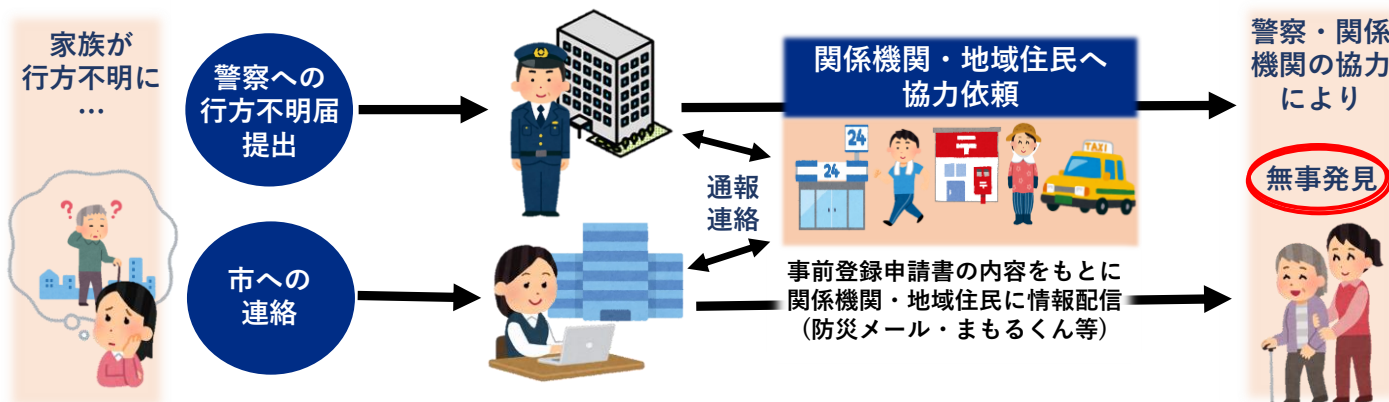 家族が
行方不明に
…
警察への
行方不明届
提出
市への
連絡
通報
連絡
関係機関・地域住民へ
協力依頼
24
24
〒
TAXI
事前登録申請書の内容をもとに
関係機関・地域住民に情報配信
（防災メール・まもるくん等）
警察・関係
機関の協力
により
無事発見
？
？